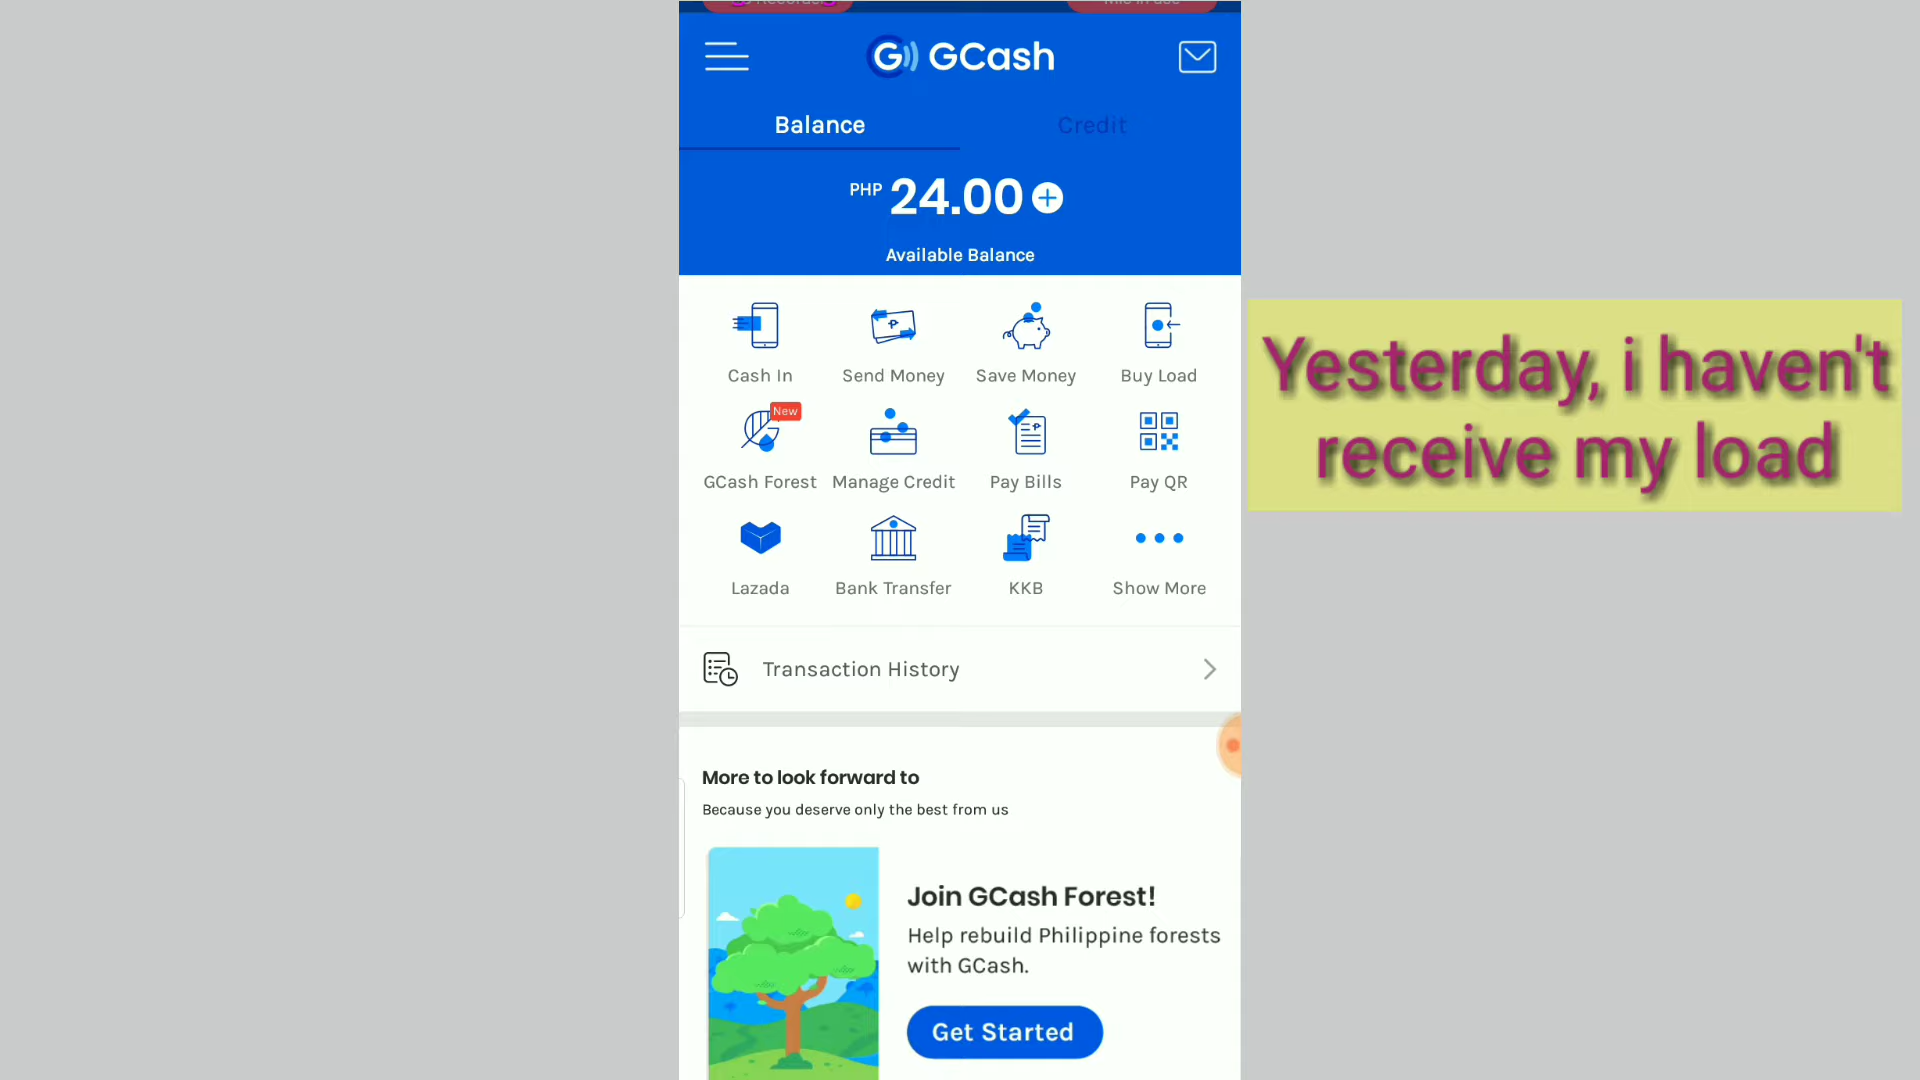 GCash
Balance
Credit
PHP 24.00
Available Balance
Cash In
Send Money
Save Money
Buy Load
New
GCash Forest
Manage Credit
Pay Bills
Pay QR
Lazada
Bank Transfer
KKB
Show More
Transaction History
More to look forward to
Because you deserve only the best from us
Join GCash Forest!
Help rebuild Philippine forests
with GCash.
Get Started
Yesterday, i haven't
receive my load